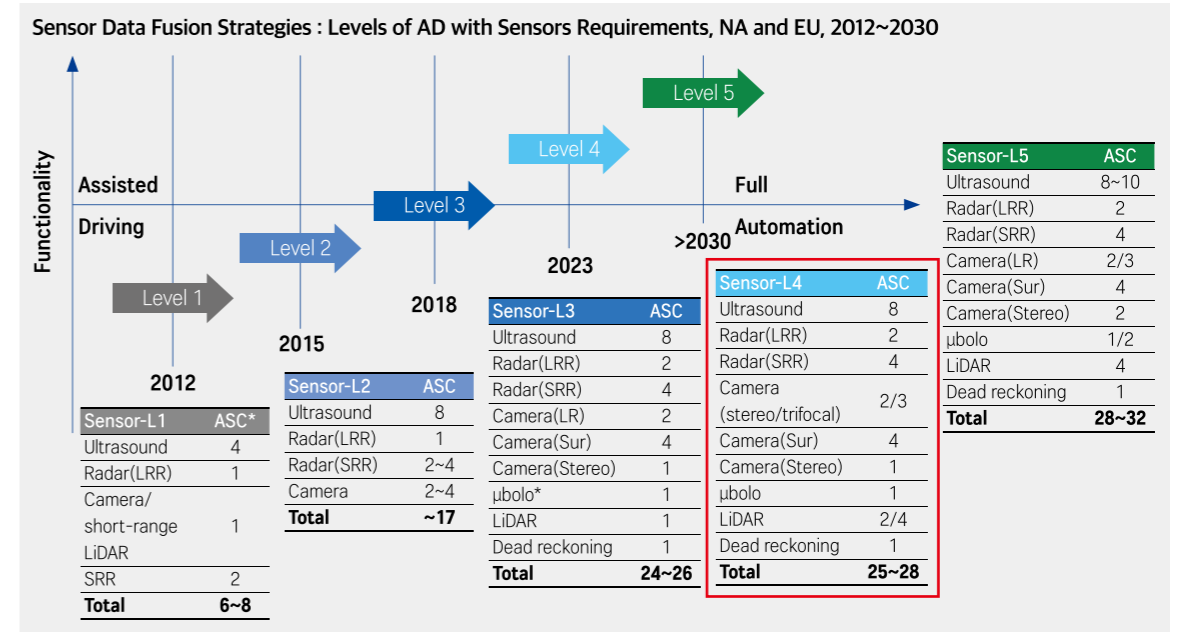 Sensor Data Fusion Strategies : Levels of AD with Sensors Requirements, NA and EU, 2012~2030
Functionality
Assisted
Driving
Full
Automation
Level 1
Level 2
Level 3
Level 4
Level 5
2012
2015
2018
2023
>2030
Sensor-L1 ASC*
Ultrasound 4
Radar(LRR) 1
Camera/
short-range 1
LiDAR
SRR 2
Total 6~8
Sensor-L2 ASC
Ultrasound 8
Radar(LRR) 1
Radar(SRR) 2~4
Camera 2~4
Total ~17
Sensor-L3 ASC
Ultrasound 8
Radar(LRR) 2
Radar(SRR) 4
Camera(LR) 2
Camera(Sur) 4
Camera(Stereo) 1
μbolo* 1
LiDAR 1
Dead reckoning 1
Total 24~26
Sensor-L4 ASC
Ultrasound 8
Radar(LRR) 2
Radar(SRR) 4
Camera
(stereo/trifocal) 2/3
Camera(Sur) 4
Camera(Stereo) 1
μbolo 1
LiDAR 2/4
Dead reckoning 1
Total 25~28
Sensor-L5 ASC
Ultrasound 8~10
Radar(LRR) 2
Radar(SRR) 4
Camera(LR) 2/3
Camera(Sur) 4
Camera(Stereo) 2
μbolo 1/2
LiDAR 4
Dead reckoning 1
Total 28~32